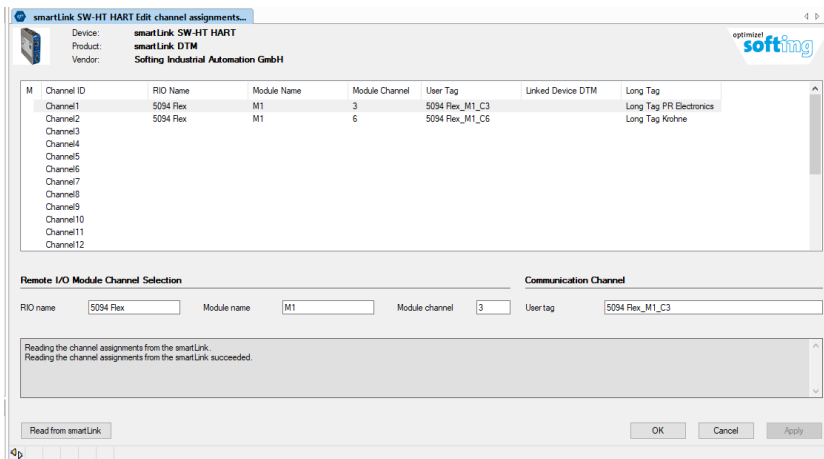 smartLink SW-HT HART Edit channel assignments...
Device: smartLink SW-HT HART
Product: smartLink DTM
Vendor: Softing Industrial Automation GmbH
optimize!
softing
M Channel ID RIO Name Module Name Module Channel User Tag Linked Device DTM Long Tag
Channel1 5094 Flex M1 3 5094 Flex_M1_C3 Long Tag PR Electronics
Channel2 5094 Flex M1 6 5094 Flex_M1_C6 Long Tag Krohne
Channel3
Channel4
Channel5
Channel6
Channel7
Channel8
Channel9
Channel10
Channel11
Channel12
Remote I/O Module Channel Selection Communication Channel
RIO name 5094 Flex Module name M1 Module channel 3 User tag 5094 Flex_M1_C3
Reading the channel assignments from the smartLink.
Reading the channel assignments from the smartLink succeeded.
Read from smartLink OK Cancel Apply